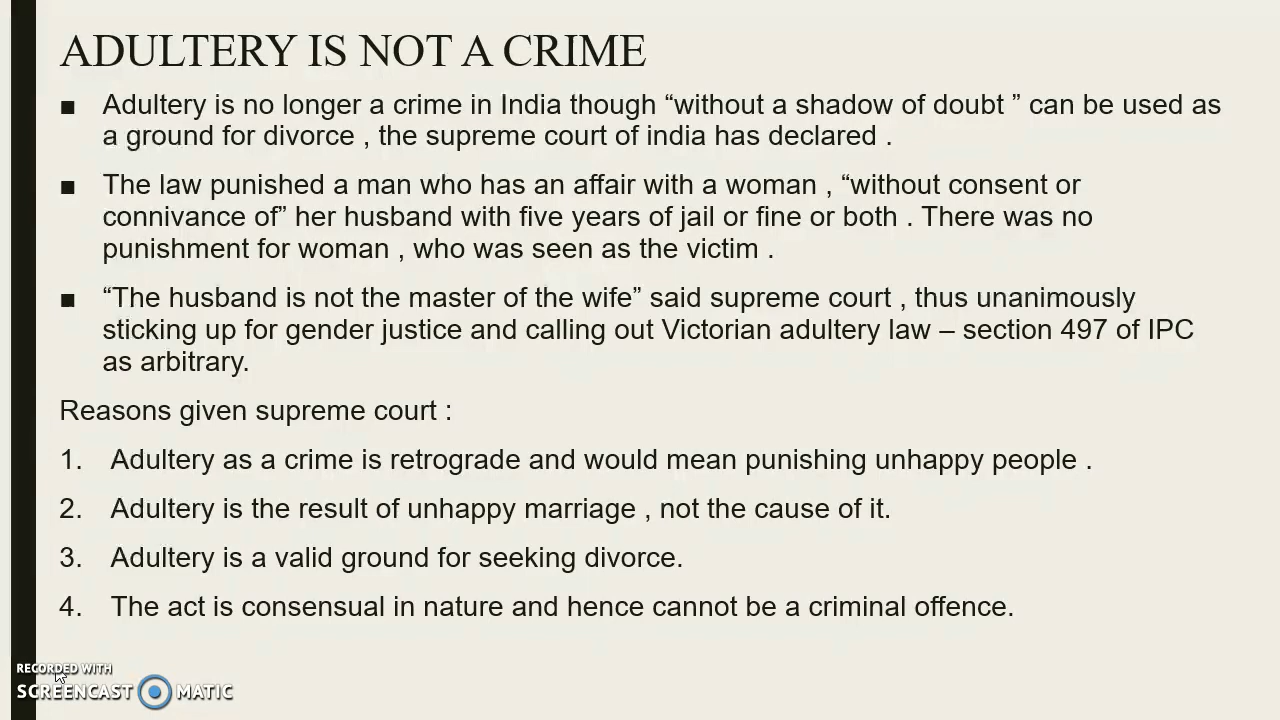 ADULTERY IS NOT A CRIME
■ Adultery is no longer a crime in India though “without a shadow of doubt ” can be used as
a ground for divorce , the supreme court of india has declared .
■ The law punished a man who has an affair with a woman , “without consent or
connivance of” her husband with five years of jail or fine or both . There was no
punishment for woman , who was seen as the victim .
■ “The husband is not the master of the wife” said supreme court , thus unanimously
sticking up for gender justice and calling out Victorian adultery law – section 497 of IPC
as arbitrary.
Reasons given supreme court :
1. Adultery as a crime is retrograde and would mean punishing unhappy people .
2. Adultery is the result of unhappy marriage , not the cause of it.
3. Adultery is a valid ground for seeking divorce.
4. The act is consensual in nature and hence cannot be a criminal offence.
RECORDED WITH
SCREENCAST MATIC